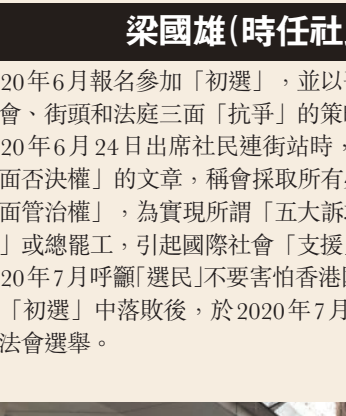 梁國雄(時任社
20年6月報名參加「初選」，並以
會、街頭和法庭三面「抗爭」的策
20年6月24日出席社民連街站時，
面否決權」的文章，稱會採取所有
面管治權」，為實現所謂「五大訴
」或總罷工，引起國際社會「支援
20年7月呼籲「選民」不要害怕香港
「初選」中落敗後，於2020年7月
法會選舉。